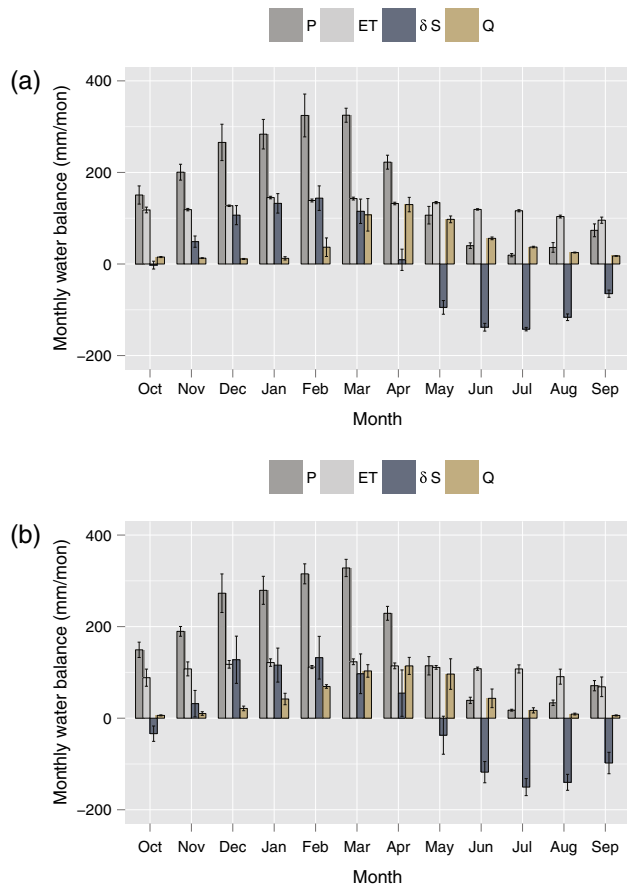 P ET δ S Q
(a)
Monthly water balance (mm/mon)
400
200
0
−200
Oct Nov Dec Jan Feb Mar Apr May Jun Jul Aug Sep
Month
P ET δ S Q
(b)
Monthly water balance (mm/mon)
400
200
0
−200
Oct Nov Dec Jan Feb Mar Apr May Jun Jul Aug Sep
Month